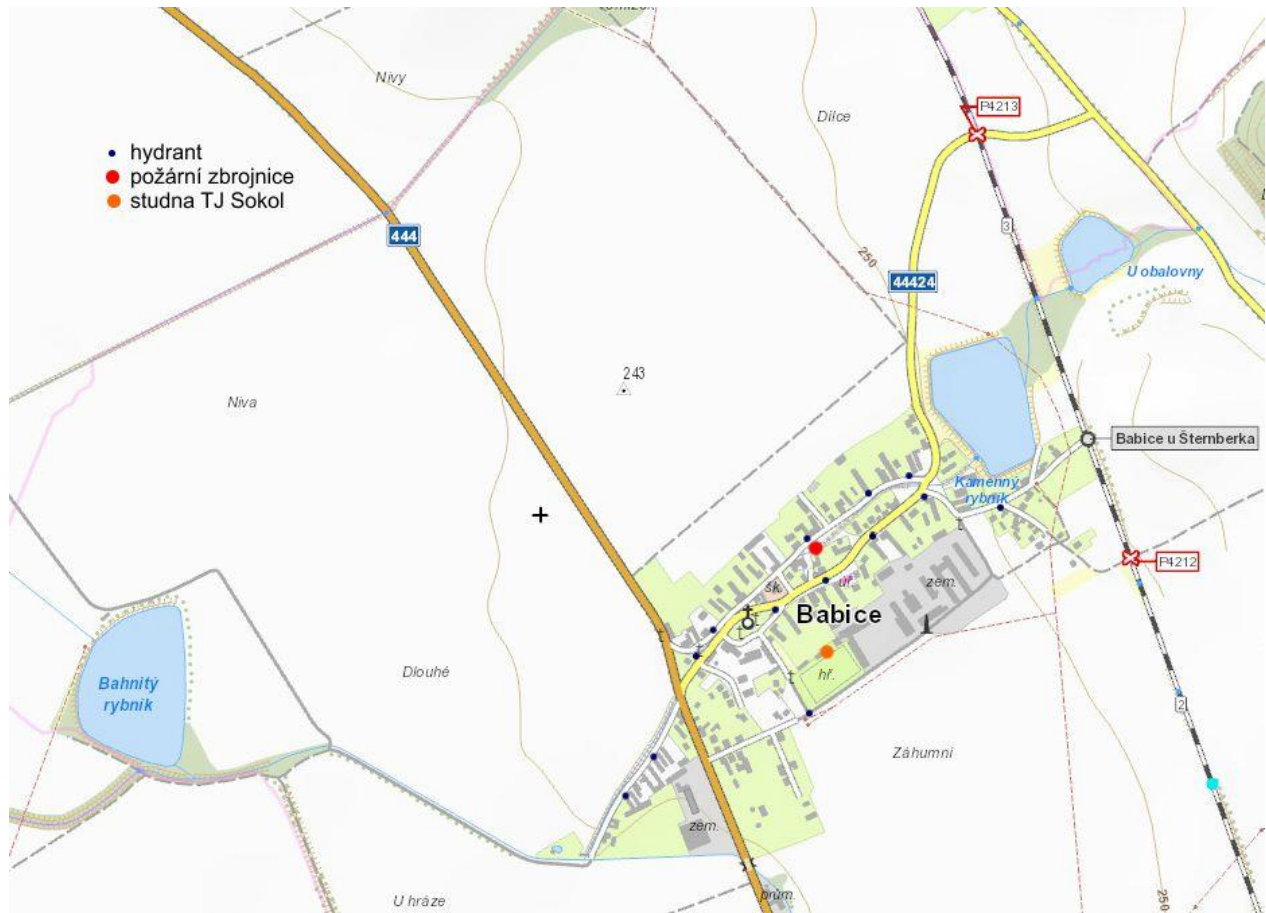 Nivy
P4213
Dílce
hydrant
požární zbrojnice
studna TJ Sokol
444
3
250
U obalovny
44424
243
Niva
Babice u Šternberka
Kamenný
rybník
P4212
šk.
úř.
zem.
Babice
Dlouhé
hř.
Bahnitý
rybník
2
Záhumní
zem.
U hráze
prům.
250